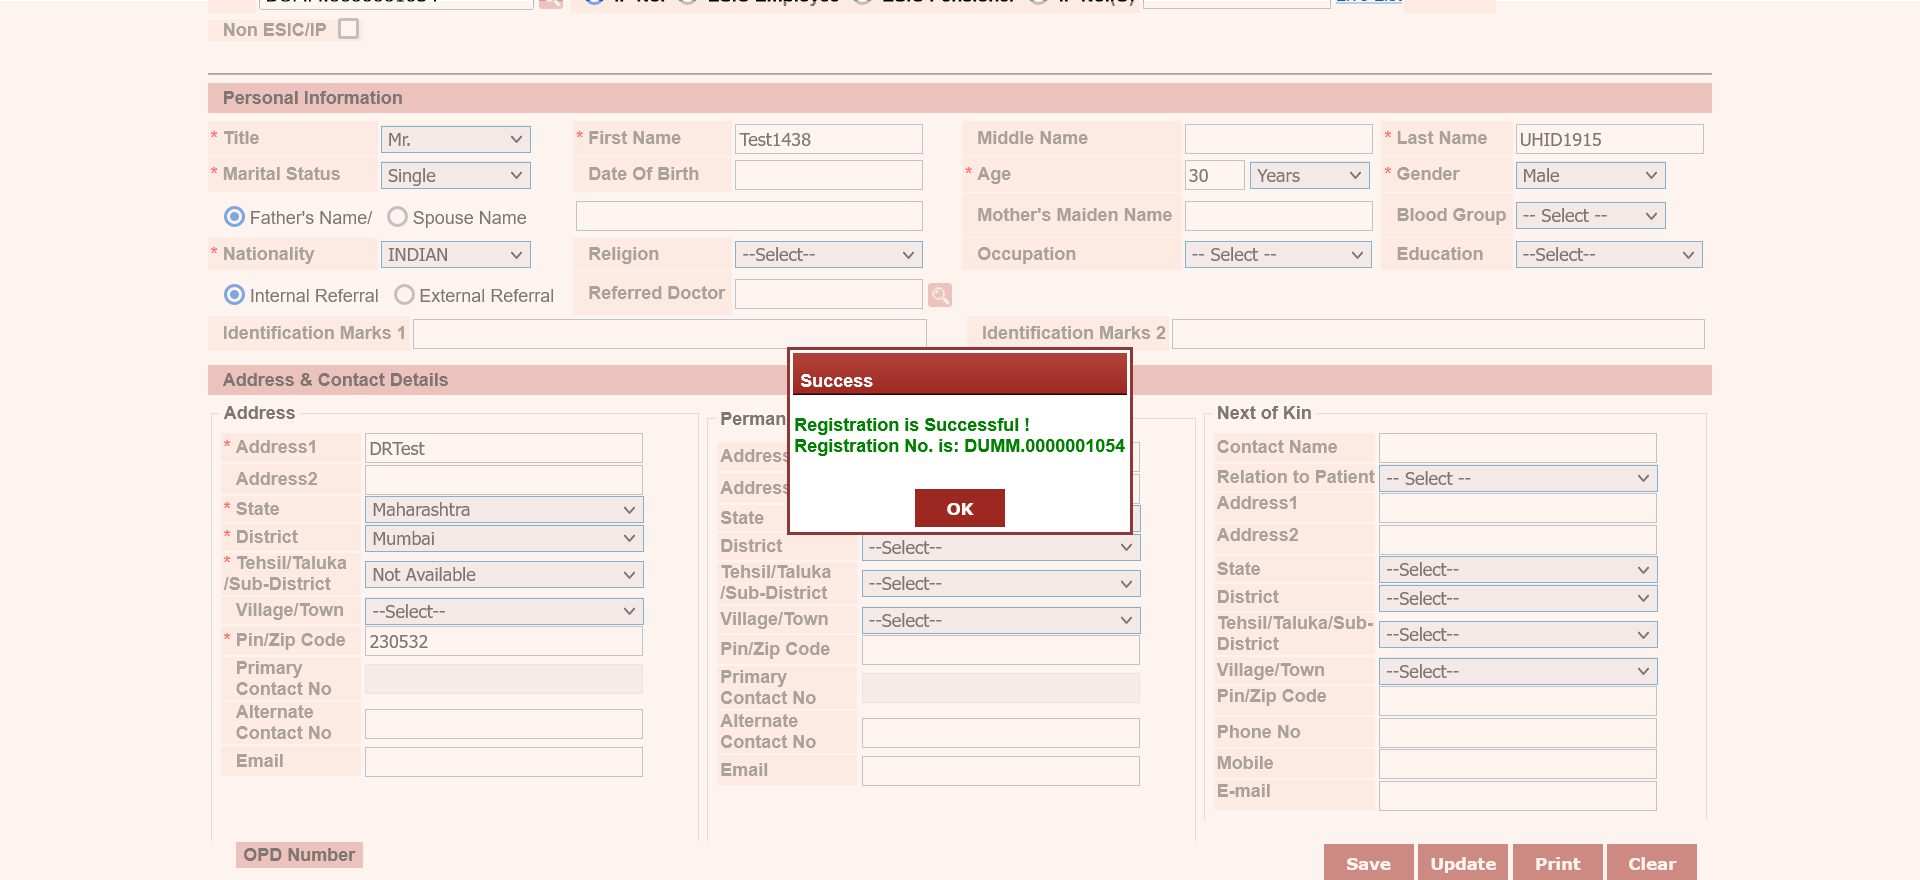 Non ESIC/IP
Personal Information
* Title Mr. * First Name Test1438 Middle Name * Last Name UHID1915
* Marital Status Single Date Of Birth * Age 30 Years * Gender Male
Father's Name/ Spouse Name Mother's Maiden Name Blood Group -- Select --
* Nationality INDIAN Religion --Select-- Occupation -- Select -- Education --Select--
Internal Referral External Referral Referred Doctor
Identification Marks 1 Identification Marks 2
Address & Contact Details
Success
Registration is Successful !
Registration No. is: DUMM.0000001054
OK
Address
* Address1 DRTest
Address2
* State Maharashtra
* District Mumbai
* Tehsil/Taluka
/Sub-District Not Available
Village/Town --Select--
* Pin/Zip Code 230532
Primary
Contact No
Alternate
Contact No
Email
Perman
Addres
Addres
State
District --Select--
Tehsil/Taluka
/Sub-District --Select--
Village/Town --Select--
Pin/Zip Code
Primary
Contact No
Alternate
Contact No
Email
Next of Kin
Contact Name
Relation to Patient -- Select --
Address1
Address2
State --Select--
District --Select--
Tehsil/Taluka/Sub-
District --Select--
Village/Town --Select--
Pin/Zip Code
Phone No
Mobile
E-mail
OPD Number
Save Update Print Clear